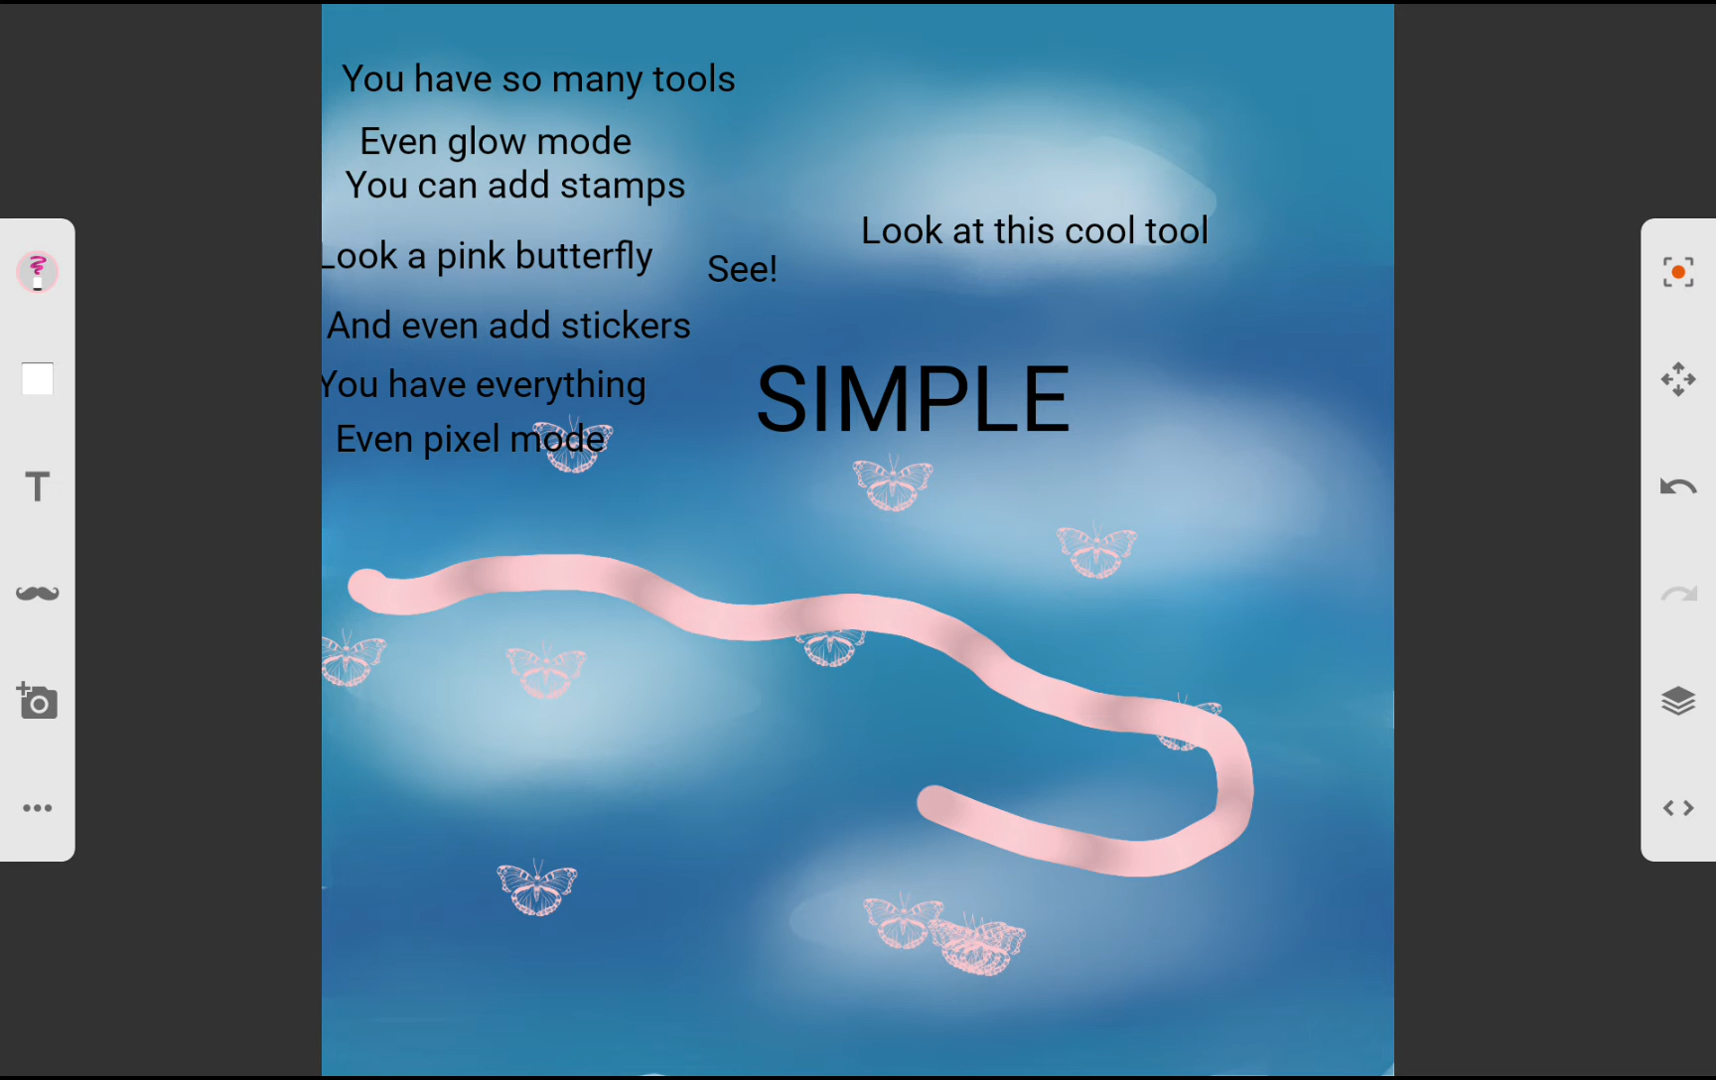 You have so many tools
Even glow mode
You can add stamps
Look at this cool tool
Look a pink butterfly
See!
And even add stickers
You have everything
SIMPLE
Even pixel mode
T